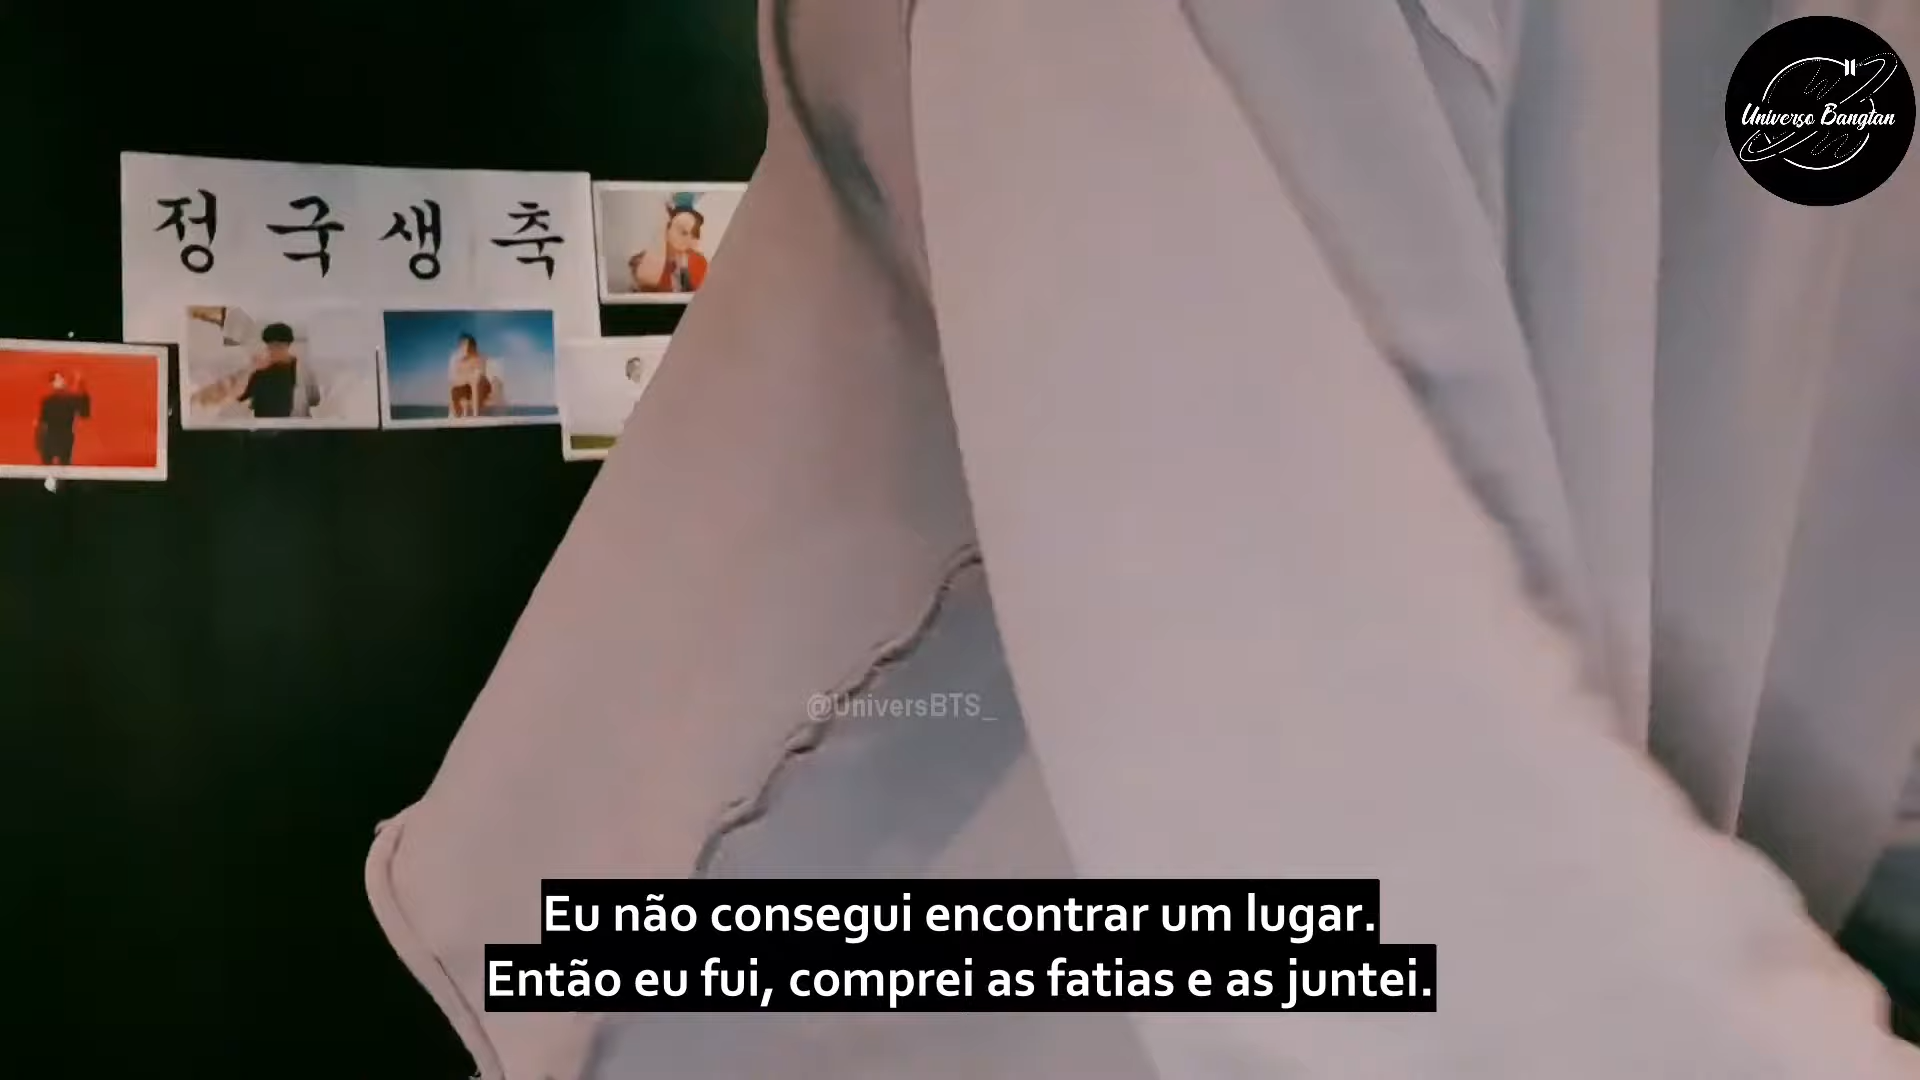 Universo Bangtan
정 국 생 축
@UniversBTS_
Eu não consegui encontrar um lugar.
Então eu fui, comprei as fatias e as juntei.